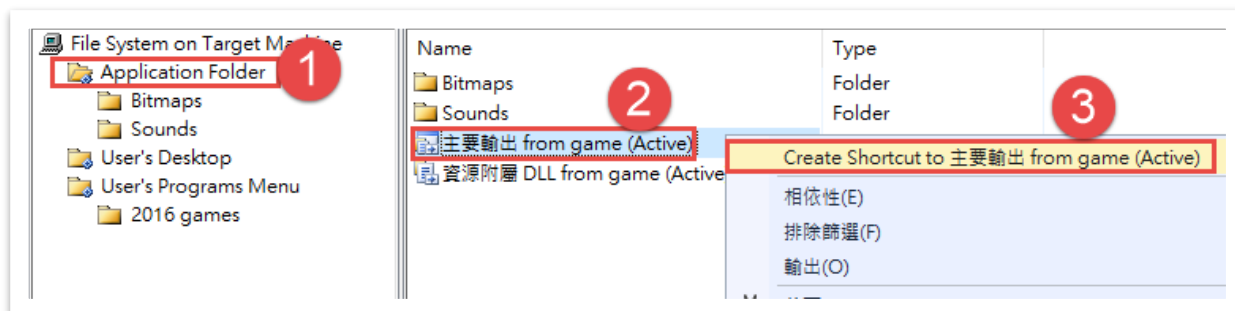 File System on Target Machine
Application Folder
Bitmaps
Sounds
User's Desktop
User's Programs Menu
2016 games
1
Name Type
Bitmaps Folder
Sounds Folder
主要輸出 from game (Active)
資源附屬 DLL from game (Active
2
3
Create Shortcut to 主要輸出 from game (Active)
相依性(E)
排除篩選(F)
輸出(O)